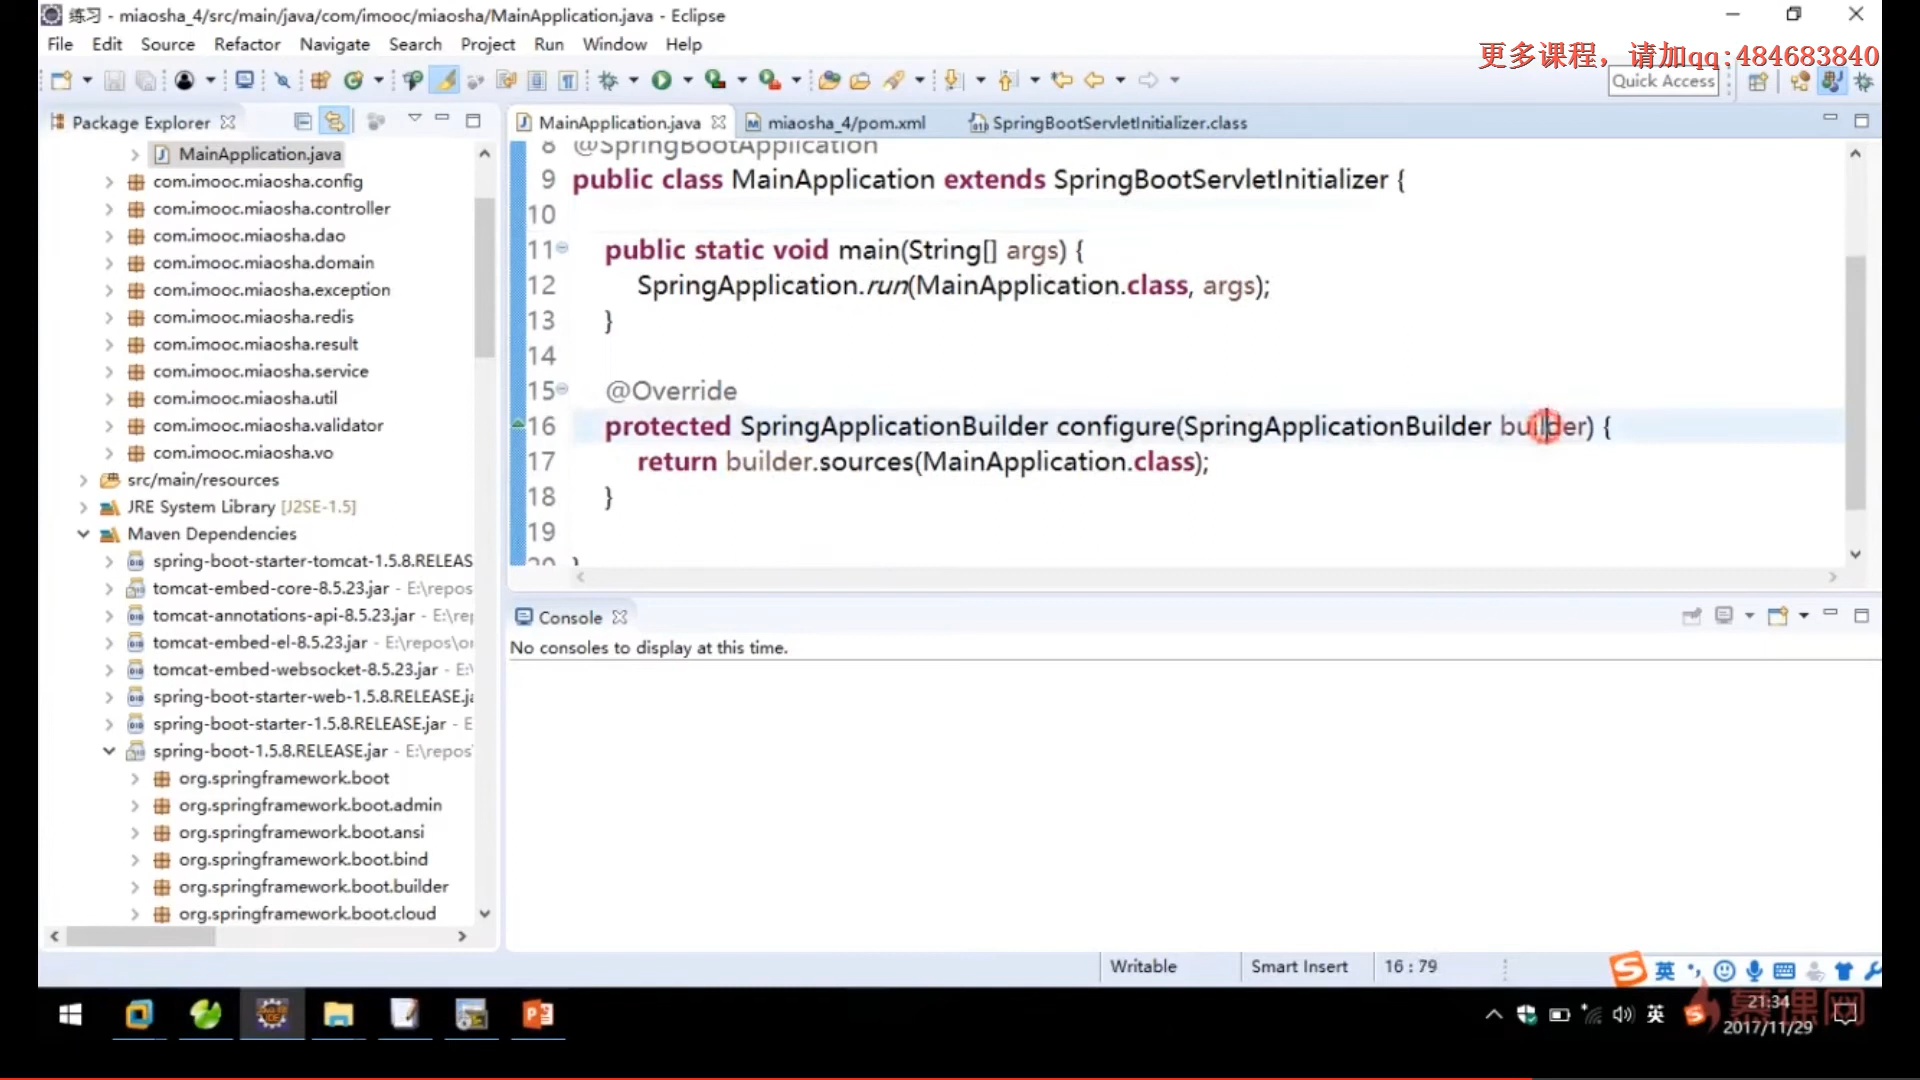 练习 - miaosha_4/src/main/java/com/imooc/miaosha/MainApplication.java - Eclipse
File Edit Source Refactor Navigate Search Project Run Window Help
更多课程，请加qq:484683840
Quick Access
Package Explorer
MainApplication.java
com.imooc.miaosha.config
com.imooc.miaosha.controller
com.imooc.miaosha.dao
com.imooc.miaosha.domain
com.imooc.miaosha.exception
com.imooc.miaosha.redis
com.imooc.miaosha.result
com.imooc.miaosha.service
com.imooc.miaosha.util
com.imooc.miaosha.validator
com.imooc.miaosha.vo
src/main/resources
JRE System Library [J2SE-1.5]
Maven Dependencies
spring-boot-starter-tomcat-1.5.8.RELEAS
tomcat-embed-core-8.5.23.jar - E:\repos
tomcat-annotations-api-8.5.23.jar - E:\rep
tomcat-embed-el-8.5.23.jar - E:\repos\or
tomcat-embed-websocket-8.5.23.jar - E:\
spring-boot-starter-web-1.5.8.RELEASE.ja
spring-boot-starter-1.5.8.RELEASE.jar - E
spring-boot-1.5.8.RELEASE.jar - E:\repos\
org.springframework.boot
org.springframework.boot.admin
org.springframework.boot.ansi
org.springframework.boot.bind
org.springframework.boot.builder
org.springframework.boot.cloud
MainApplication.java miaosha_4/pom.xml SpringBootServletInitializer.class
8 @SpringBootApplication
9 public class MainApplication extends SpringBootServletInitializer {
10
11 public static void main(String[] args) {
12 SpringApplication.run(MainApplication.class, args);
13 }
14
15 @Override
16 protected SpringApplicationBuilder configure(SpringApplicationBuilder builder) {
17 return builder.sources(MainApplication.class);
18 }
19
20 }
Console
No consoles to display at this time.
Writable Smart Insert 16 : 79
英
英
21:34
2017/11/29
慕课网